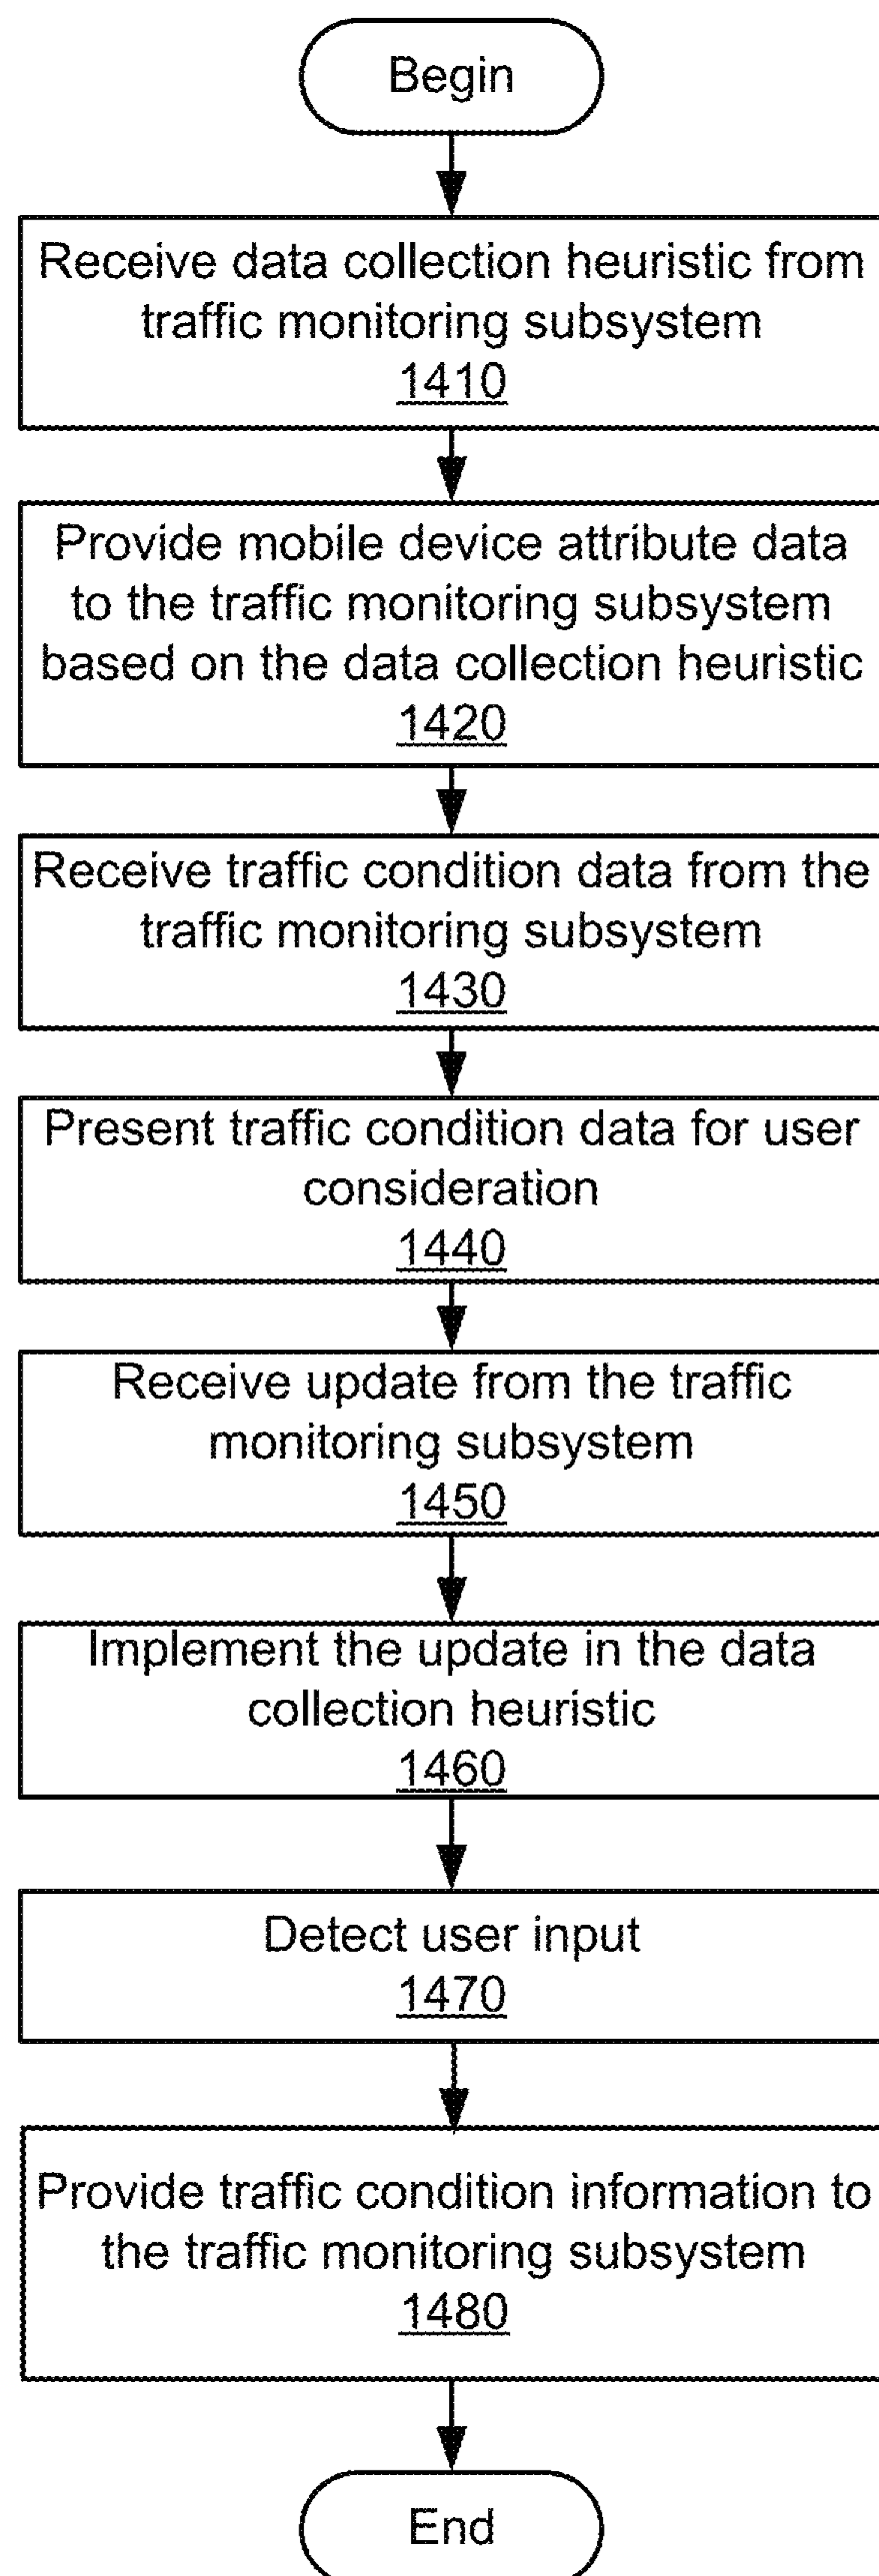 Begin
Receive data collection heuristic from
traffic monitoring subsystem
1410
Provide mobile device attribute data
to the traffic monitoring subsystem
based on the data collection heuristic
1420
Receive traffic condition data from the
traffic monitoring subsystem
1430
Present traffic condition data for user
consideration
1440
Receive update from the traffic
monitoring subsystem
1450
Implement the update in the data
collection heuristic
1460
Detect user input
1470
Provide traffic condition information to
the traffic monitoring subsystem
1480
End